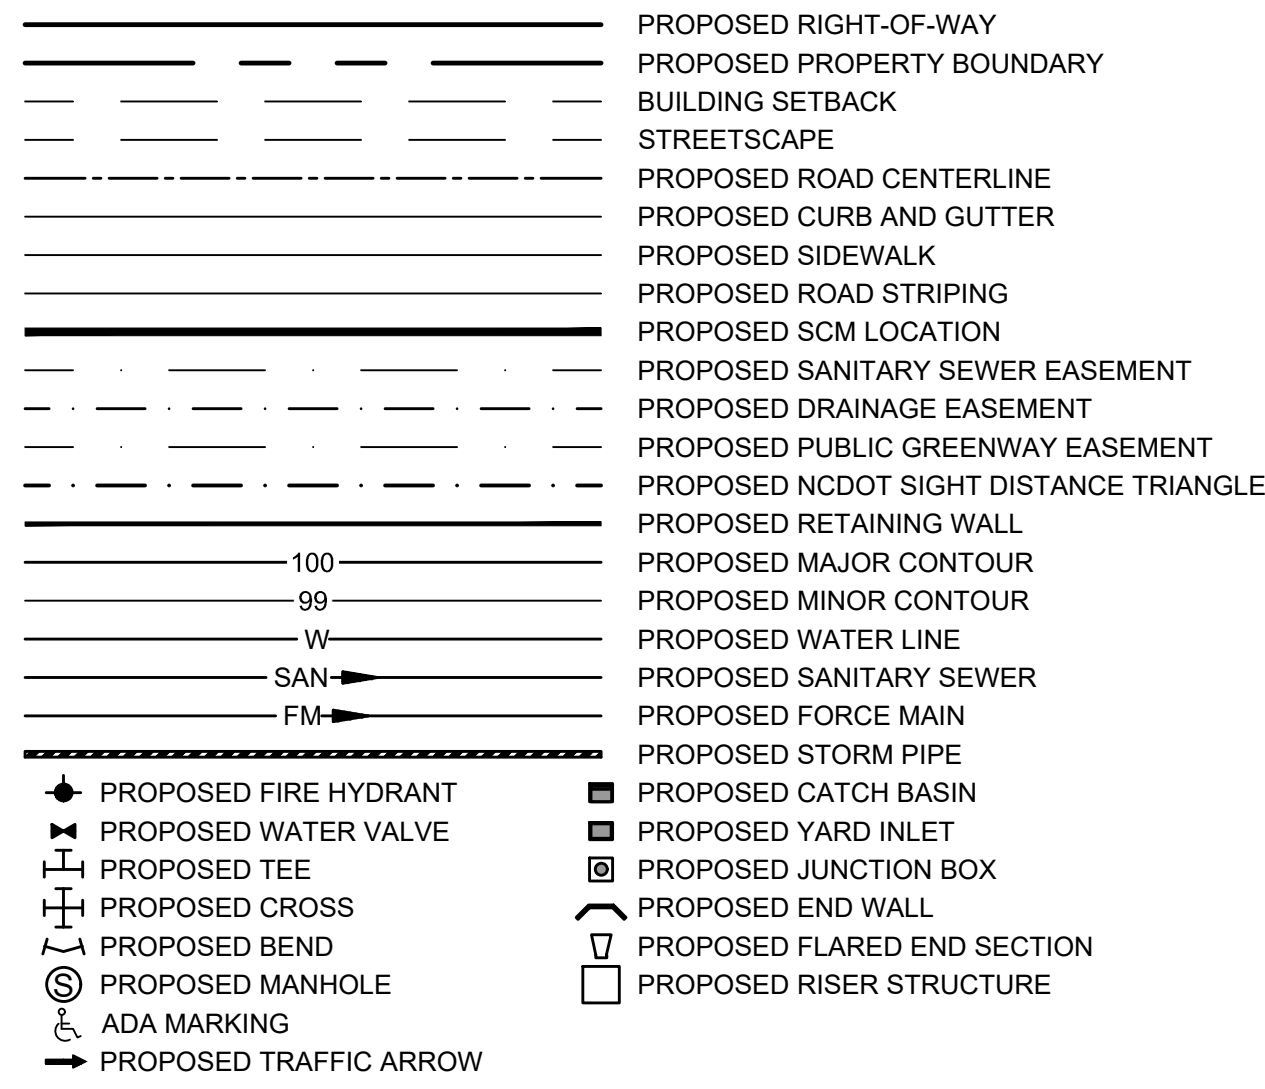 PROPOSED RIGHT-OF-WAY
PROPOSED PROPERTY BOUNDARY
BUILDING SETBACK
STREETSCAPE
PROPOSED ROAD CENTERLINE
PROPOSED CURB AND GUTTER
PROPOSED SIDEWALK
PROPOSED ROAD STRIPING
PROPOSED SCM LOCATION
PROPOSED SANITARY SEWER EASEMENT
PROPOSED DRAINAGE EASEMENT
PROPOSED PUBLIC GREENWAY EASEMENT
PROPOSED NCDOT SIGHT DISTANCE TRIANGLE
PROPOSED RETAINING WALL
100 PROPOSED MAJOR CONTOUR
99 PROPOSED MINOR CONTOUR
W PROPOSED WATER LINE
SAN PROPOSED SANITARY SEWER
FM PROPOSED FORCE MAIN
PROPOSED STORM PIPE
PROPOSED FIRE HYDRANT
PROPOSED WATER VALVE
PROPOSED TEE
PROPOSED CROSS
PROPOSED BEND
S PROPOSED MANHOLE
ADA MARKING
PROPOSED TRAFFIC ARROW
PROPOSED CATCH BASIN
PROPOSED YARD INLET
PROPOSED JUNCTION BOX
PROPOSED END WALL
PROPOSED FLARED END SECTION
PROPOSED RISER STRUCTURE